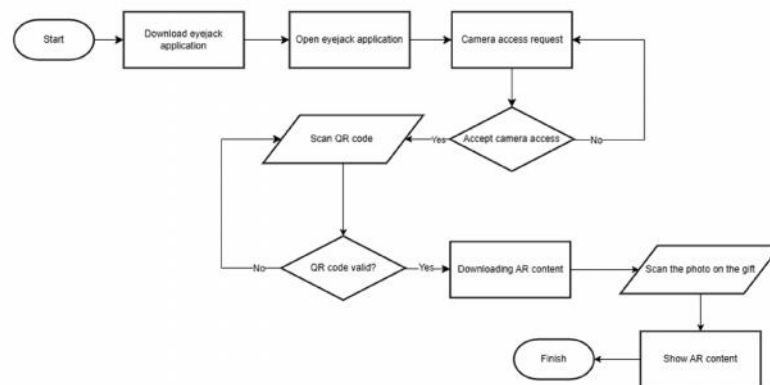 Start
Download eyejack
application
Open eyejack application
Camera access request
Accept camera access
No
Yes
Scan QR code
QR code valid?
No
Yes
Downloading AR content
Scan the photo on the gift
Show AR content
Finish